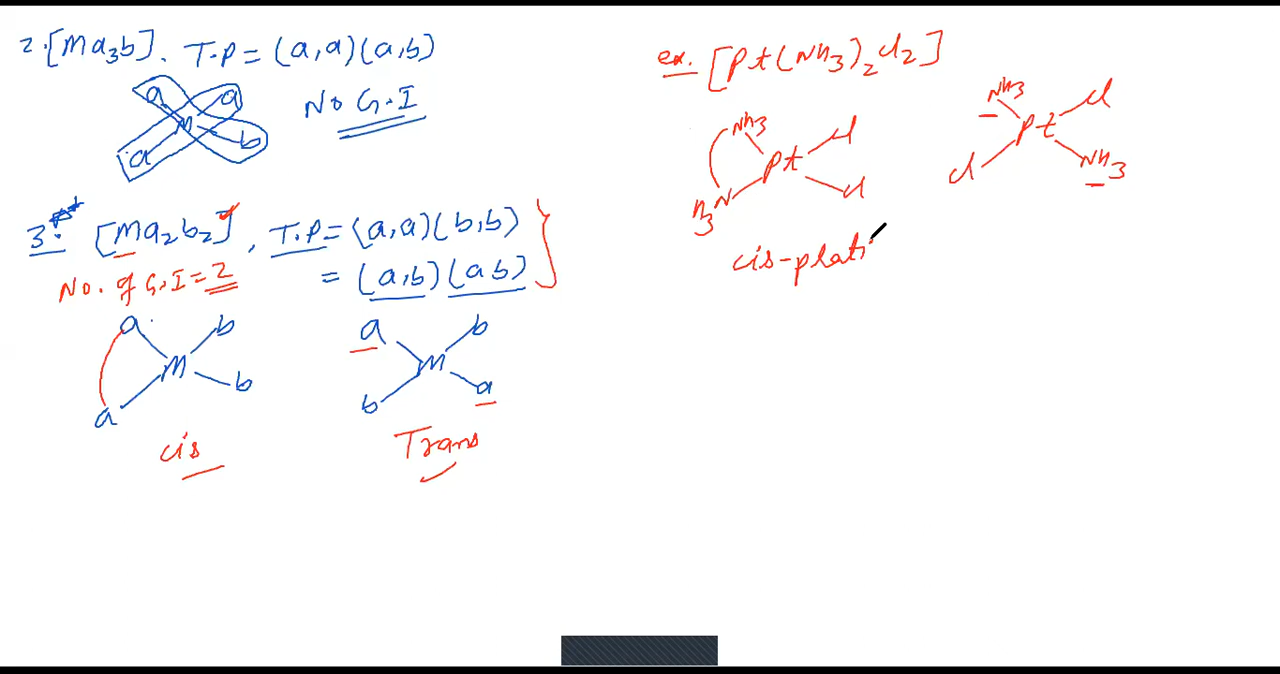 2.[Ma₃b]. T.P = (a,a)(a,b)
a a
M
a b
No G.I
3: [Ma₂b₂], T.P = (a,a)(b,b)
= (a,b)(ab)
No. of G.I = 2
a b
M
a b
cis
a b
M
b a
Trans
ex. [Pt(NH₃)₂Cl₂]
NH₃ Cl
Pt
H₃N Cl
cis-plati
NH₃ Cl
Pt
Cl NH₃